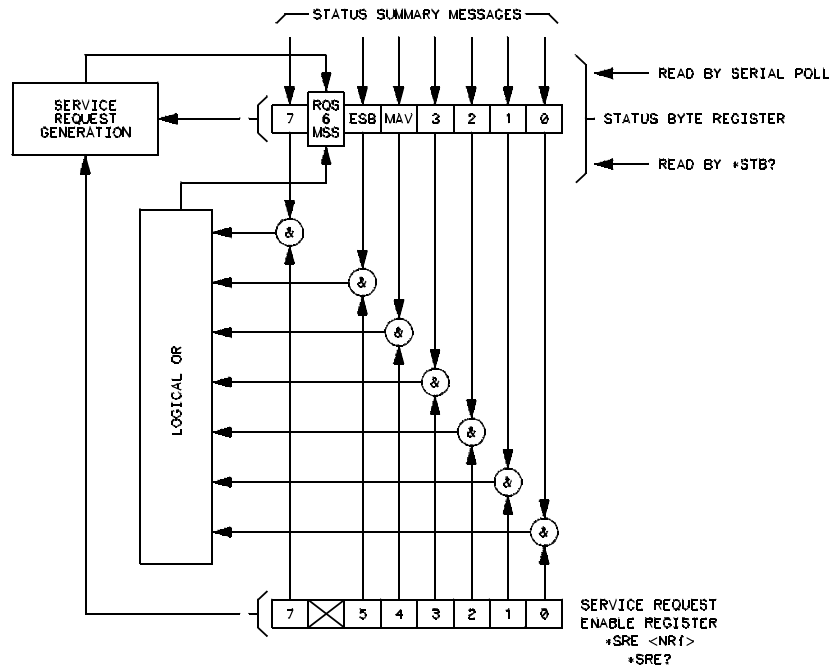 STATUS SUMMARY MESSAGES
READ BY SERIAL POLL
SERVICE
REQUEST
GENERATION
7
RQS
6
MSS
ESB
MAV
3
2
1
0
STATUS BYTE REGISTER
READ BY *STB?
&
&
&
&
&
&
&
LOGICAL OR
7
5
4
3
2
1
0
SERVICE REQUEST
ENABLE REGISTER
*SRE <NRf>
*SRE?